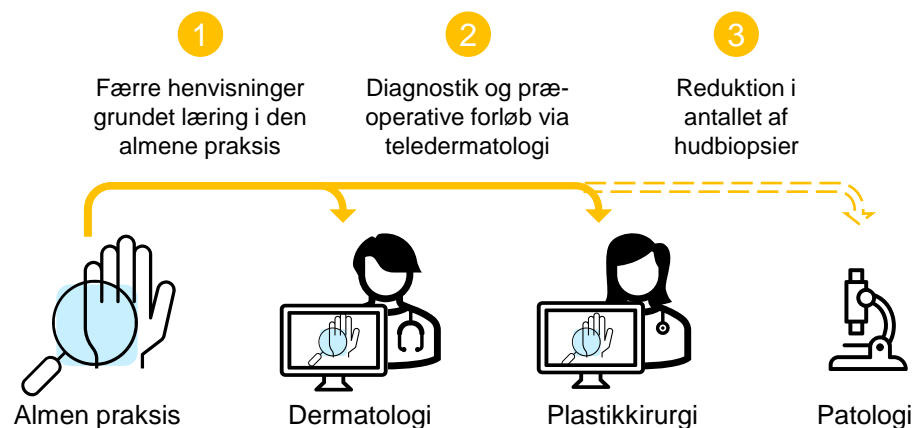 1
Færre henvisninger
grundet læring i den
almene praksis
2
Diagnostik og præ-
operative forløb via
teledermatologi
3
Reduktion i
antallet af
hudbiopsier
Almen praksis
Dermatologi
Plastikkirurgi
Patologi